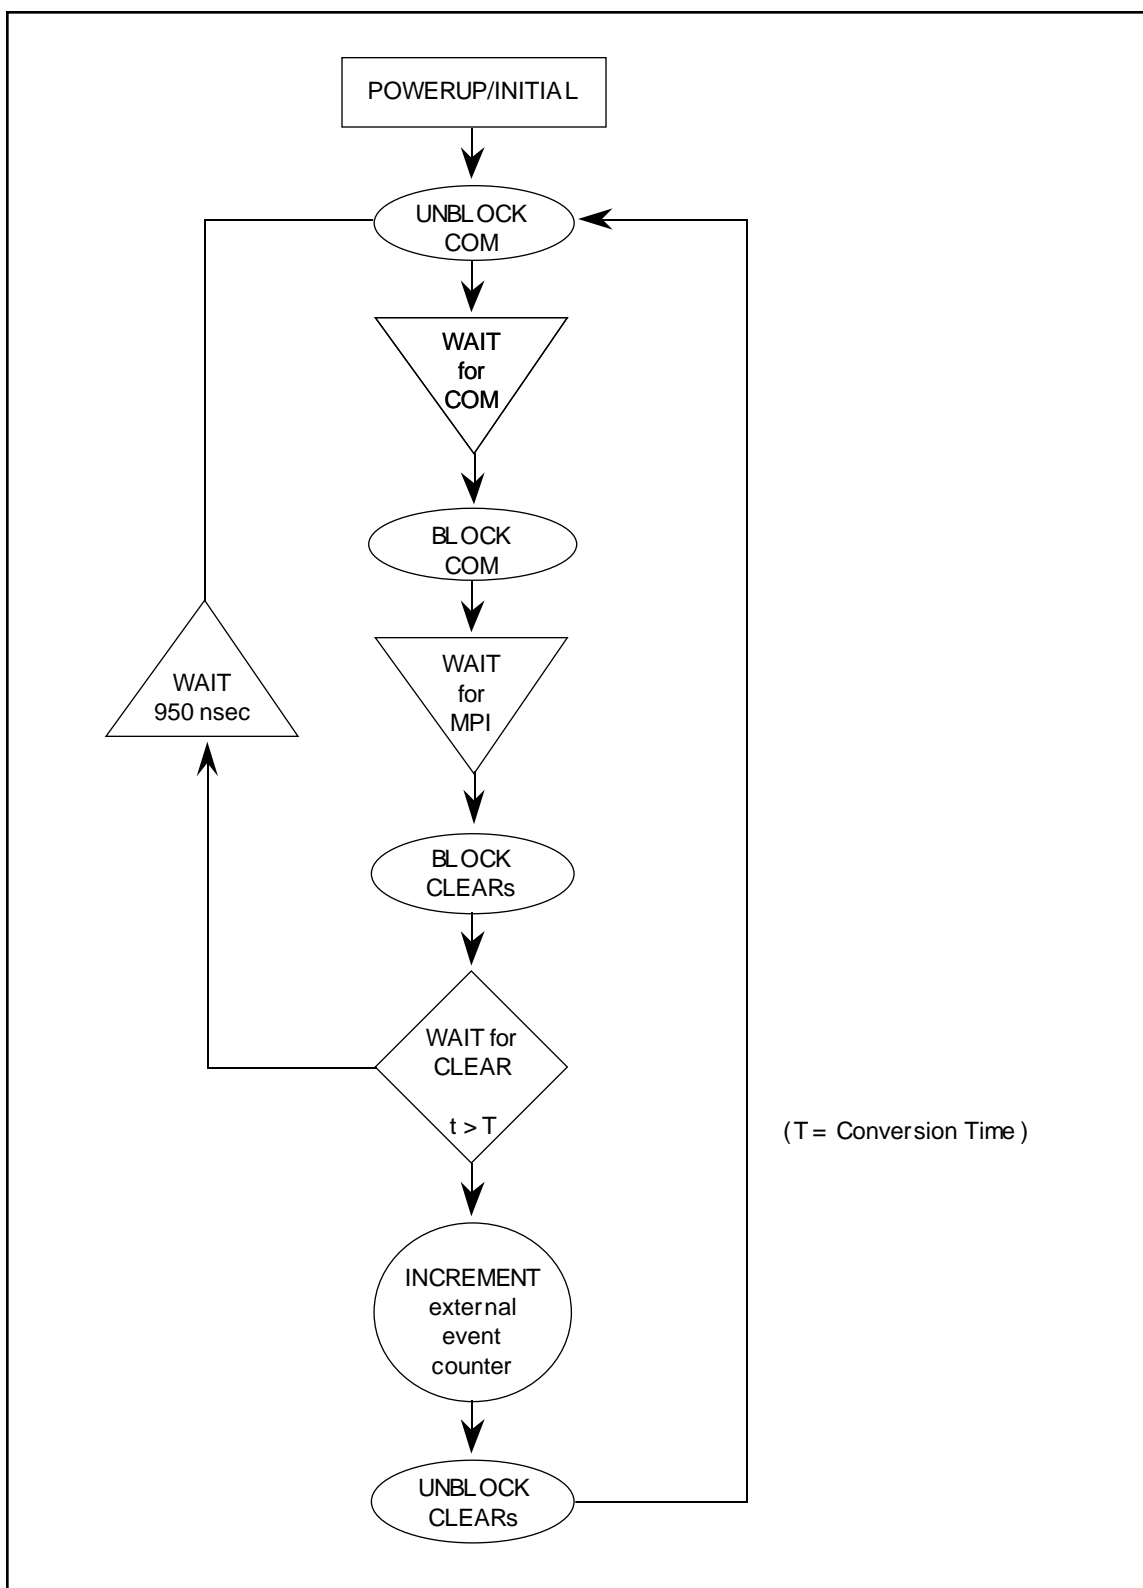 POWERUP/INITIAL
UNBLOCK
COM
WAIT
for
COM
BLOCK
COM
WAIT
for
MPI
WAIT
950 nsec
BLOCK
CLEARs
WAIT for
CLEAR
t > T
(T = Conversion Time)
INCREMENT
external
event
counter
UNBLOCK
CLEARs